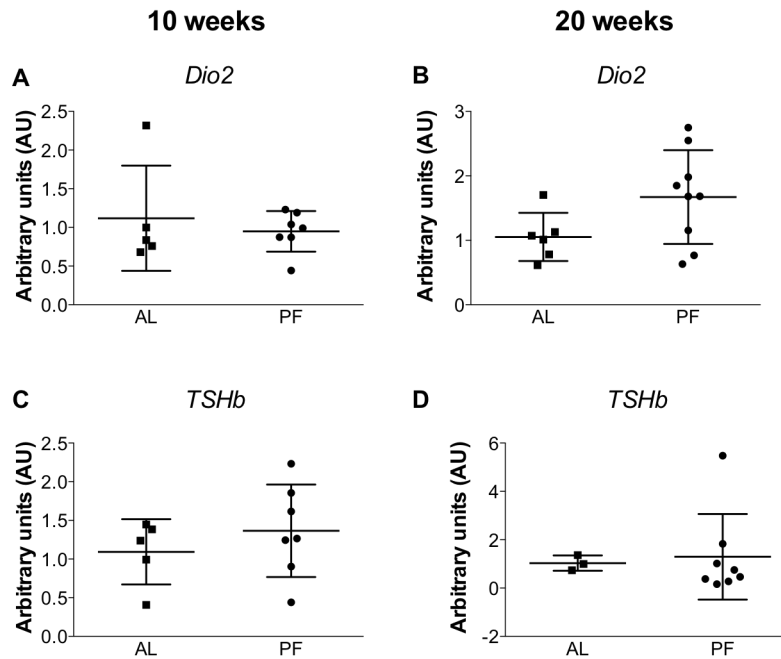 10 weeks
20 weeks
A
Dio2
Arbitrary units (AU)
2.5
2.0
1.5
1.0
0.5
0.0
AL
PF
B
Dio2
Arbitrary units (AU)
3
2
1
0
AL
PF
C
TSHb
Arbitrary units (AU)
2.5
2.0
1.5
1.0
0.5
0.0
AL
PF
D
TSHb
Arbitrary units (AU)
6
4
2
0
-2
AL
PF